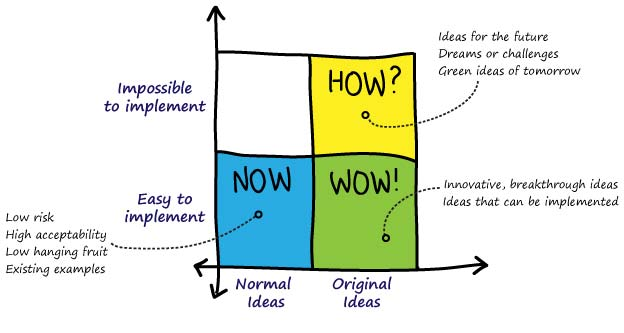 Ideas for the future
Dreams or challenges
Green ideas of tomorrow
HOW?
Impossible
to implement
NOW
WOW!
Innovative, breakthrough ideas
Ideas that can be implemented
Easy to
implement
Low risk
High acceptability
Low hanging fruit
Existing examples
Normal
Ideas
Original
Ideas